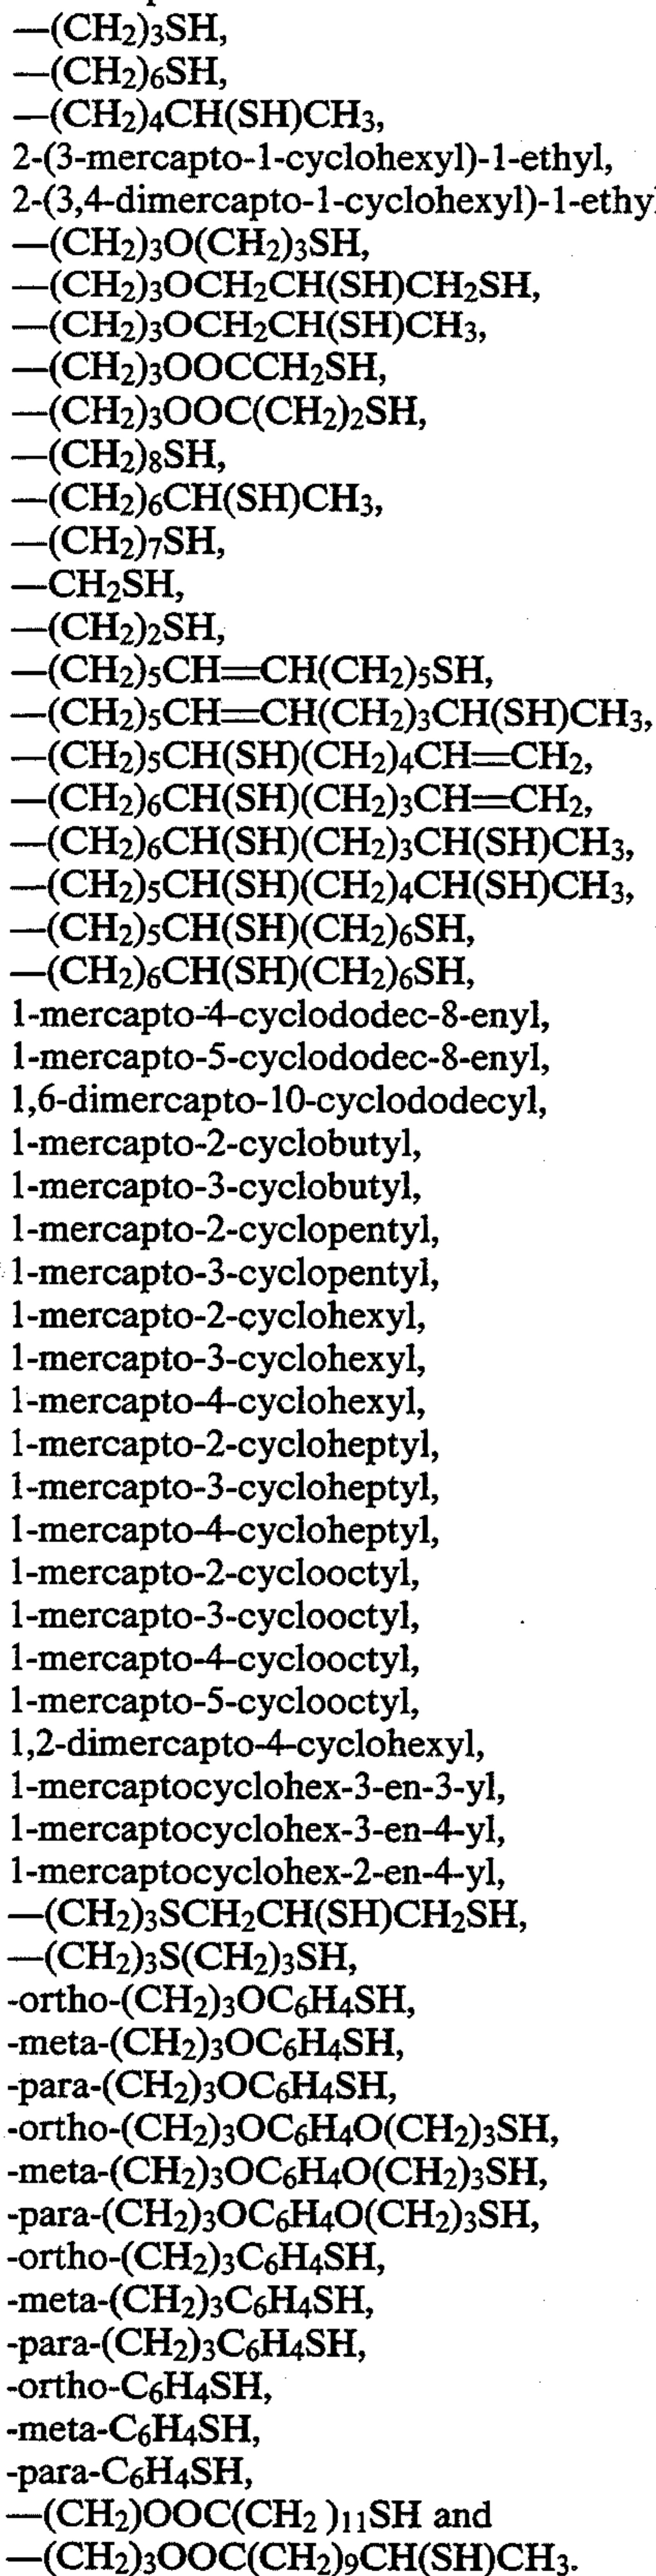 —(CH₂)₃SH,
—(CH₂)₆SH,
—(CH₂)₄CH(SH)CH₃,
2-(3-mercapto-1-cyclohexyl)-1-ethyl,
2-(3,4-dimercapto-1-cyclohexyl)-1-ethyl
—(CH₂)₃O(CH₂)₃SH,
—(CH₂)₃OCH₂CH(SH)CH₂SH,
—(CH₂)₃OCH₂CH(SH)CH₃,
—(CH₂)₃OOCCH₂SH,
—(CH₂)₃OOC(CH₂)₂SH,
—(CH₂)₈SH,
—(CH₂)₆CH(SH)CH₃,
—(CH₂)₇SH,
—CH₂SH,
—(CH₂)₂SH,
—(CH₂)₅CH=CH(CH₂)₅SH,
—(CH₂)₅CH=CH(CH₂)₃CH(SH)CH₃,
—(CH₂)₅CH(SH)(CH₂)₄CH=CH₂,
—(CH₂)₆CH(SH)(CH₂)₃CH=CH₂,
—(CH₂)₆CH(SH)(CH₂)₃CH(SH)CH₃,
—(CH₂)₅CH(SH)(CH₂)₄CH(SH)CH₃,
—(CH₂)₅CH(SH)(CH₂)₆SH,
—(CH₂)₆CH(SH)(CH₂)₆SH,
1-mercapto-4-cyclododec-8-enyl,
1-mercapto-5-cyclododec-8-enyl,
1,6-dimercapto-10-cyclododecyl,
1-mercapto-2-cyclobutyl,
1-mercapto-3-cyclobutyl,
1-mercapto-2-cyclopentyl,
1-mercapto-3-cyclopentyl,
1-mercapto-2-cyclohexyl,
1-mercapto-3-cyclohexyl,
1-mercapto-4-cyclohexyl,
1-mercapto-2-cycloheptyl,
1-mercapto-3-cycloheptyl,
1-mercapto-4-cycloheptyl,
1-mercapto-2-cyclooctyl,
1-mercapto-3-cyclooctyl,
1-mercapto-4-cyclooctyl,
1-mercapto-5-cyclooctyl,
1,2-dimercapto-4-cyclohexyl,
1-mercaptocyclohex-3-en-3-yl,
1-mercaptocyclohex-3-en-4-yl,
1-mercaptocyclohex-2-en-4-yl,
—(CH₂)₃SCH₂CH(SH)CH₂SH,
—(CH₂)₃S(CH₂)₃SH,
-ortho-(CH₂)₃OC₆H₄SH,
-meta-(CH₂)₃OC₆H₄SH,
-para-(CH₂)₃OC₆H₄SH,
-ortho-(CH₂)₃OC₆H₄O(CH₂)₃SH,
-meta-(CH₂)₃OC₆H₄O(CH₂)₃SH,
-para-(CH₂)₃OC₆H₄O(CH₂)₃SH,
-ortho-(CH₂)₃C₆H₄SH,
-meta-(CH₂)₃C₆H₄SH,
-para-(CH₂)₃C₆H₄SH,
-ortho-C₆H₄SH,
-meta-C₆H₄SH,
-para-C₆H₄SH,
—(CH₂)OOC(CH₂ )₁₁SH and
—(CH₂)₃OOC(CH₂)₉CH(SH)CH₃.